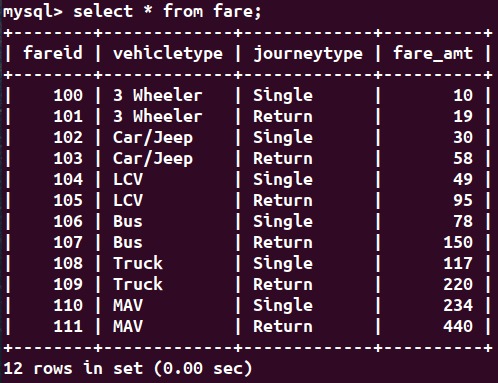 mysql> select * from fare;
+--------+-------------+-------------+----------+
| fareid | vehicletype | journeytype | fare_amt |
+--------+-------------+-------------+----------+
|    100 | 3 Wheeler   | Single      |       10 |
|    101 | 3 Wheeler   | Return      |       19 |
|    102 | Car/Jeep    | Single      |       30 |
|    103 | Car/Jeep    | Return      |       58 |
|    104 | LCV         | Single      |       49 |
|    105 | LCV         | Return      |       95 |
|    106 | Bus         | Single      |       78 |
|    107 | Bus         | Return      |      150 |
|    108 | Truck       | Single      |      117 |
|    109 | Truck       | Return      |      220 |
|    110 | MAV         | Single      |      234 |
|    111 | MAV         | Return      |      440 |
+--------+-------------+-------------+----------+
12 rows in set (0.00 sec)